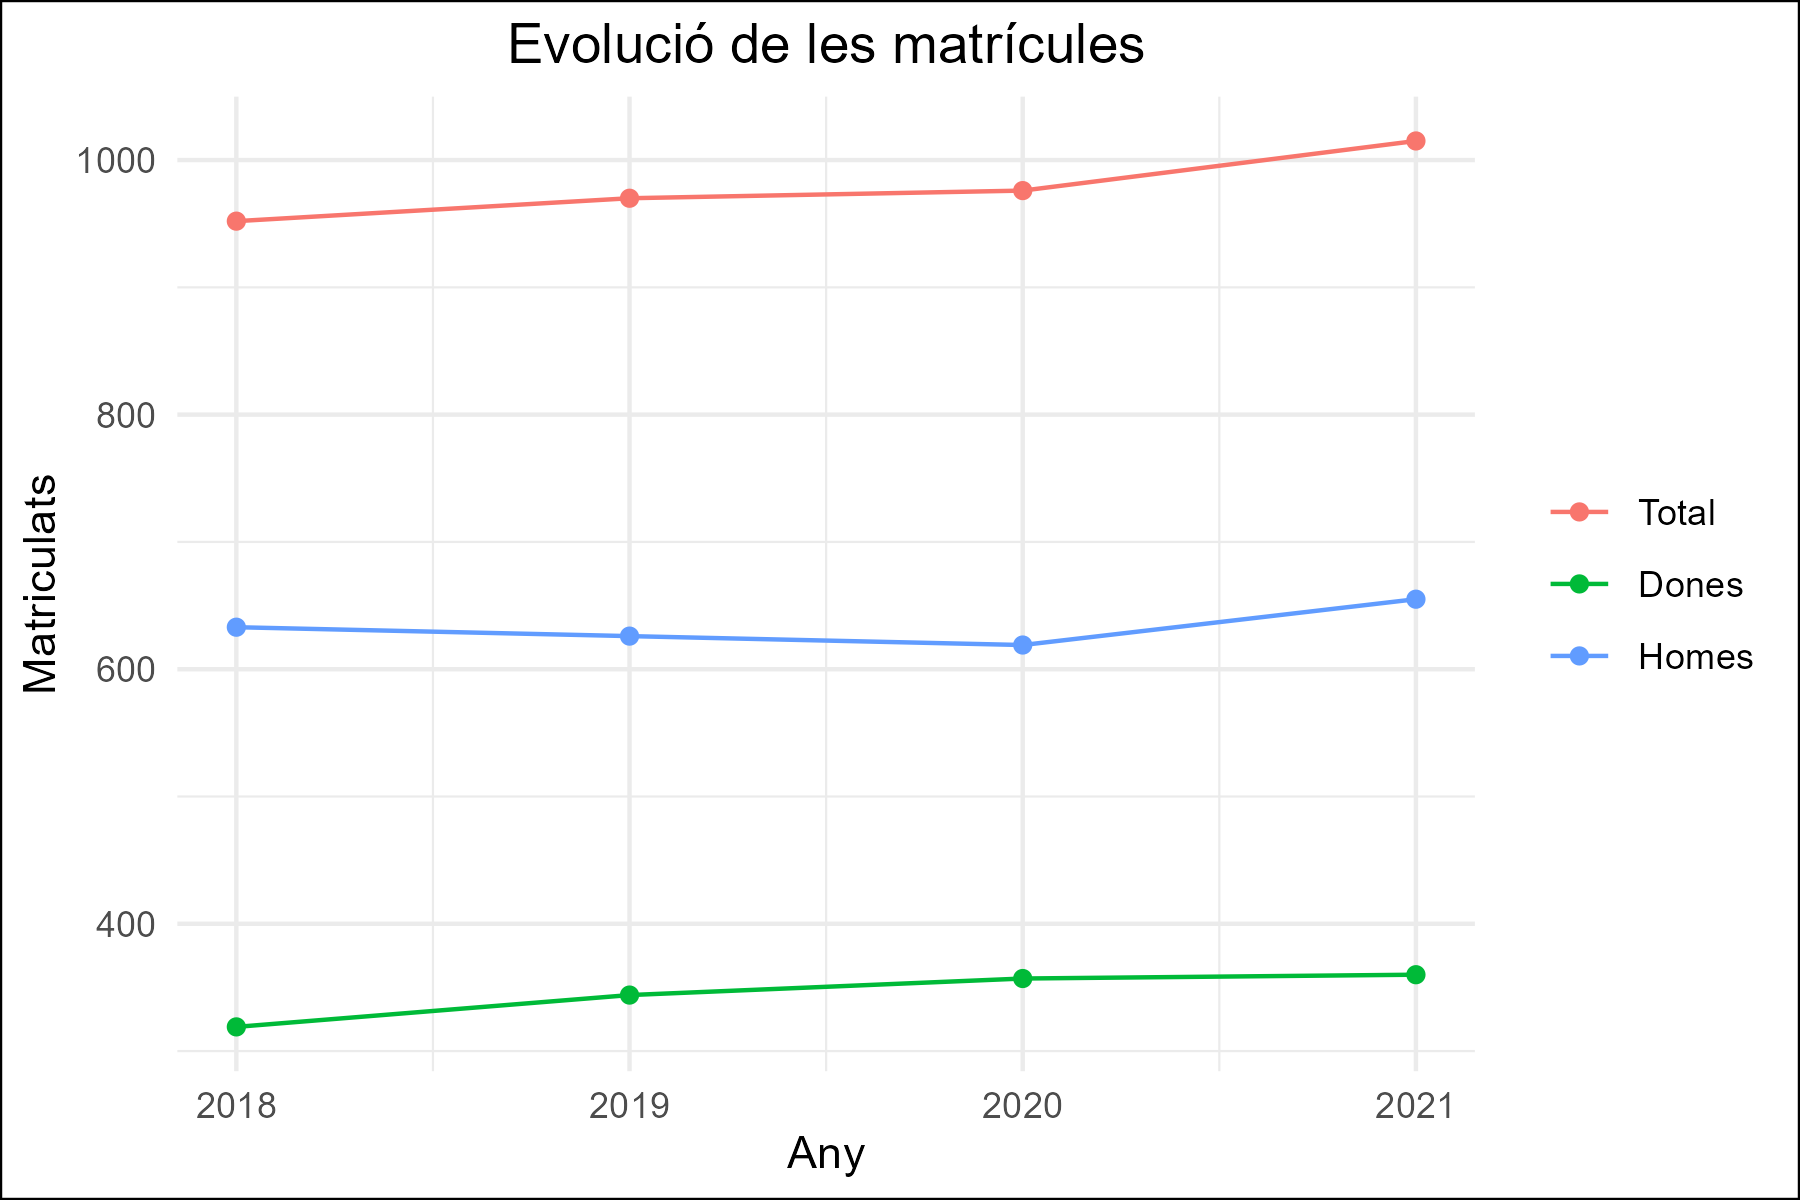 Evolució de les matrícules
1000
800
600
400
Matriculats
2018
2019
2020
2021
Any
Total
Dones
Homes